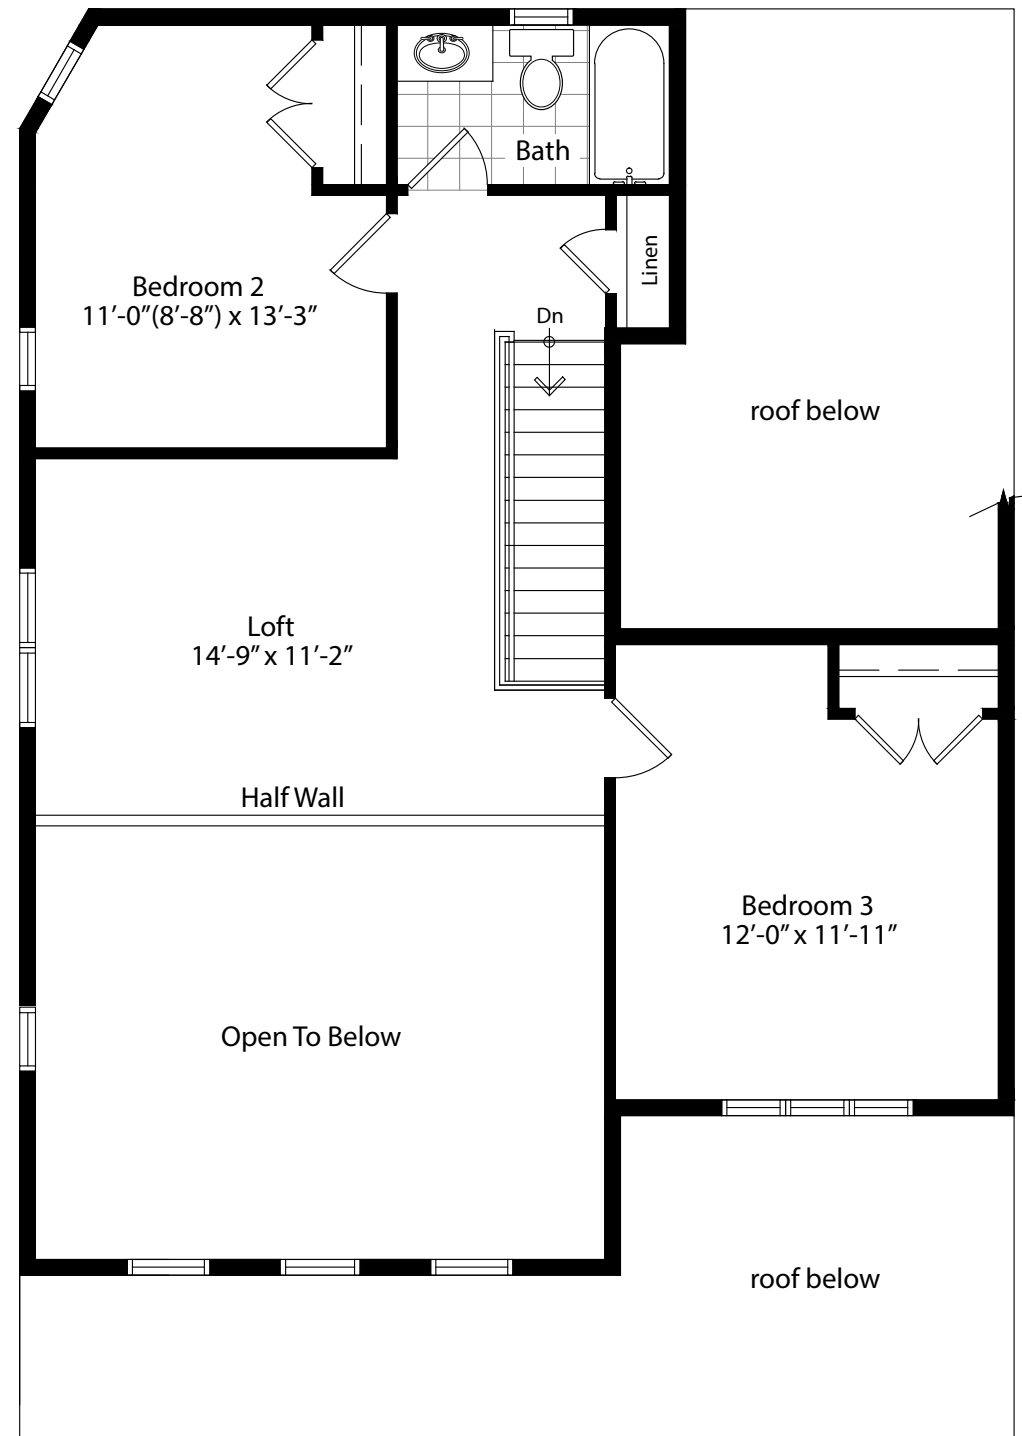 Bath
Linen
Bedroom 2
11’-0”(8’-8”) x 13’-3”
Dn
roof below
Loft
14’-9” x 11’-2”
Half Wall
Bedroom 3
12’-0” x 11’-11”
Open To Below
roof below